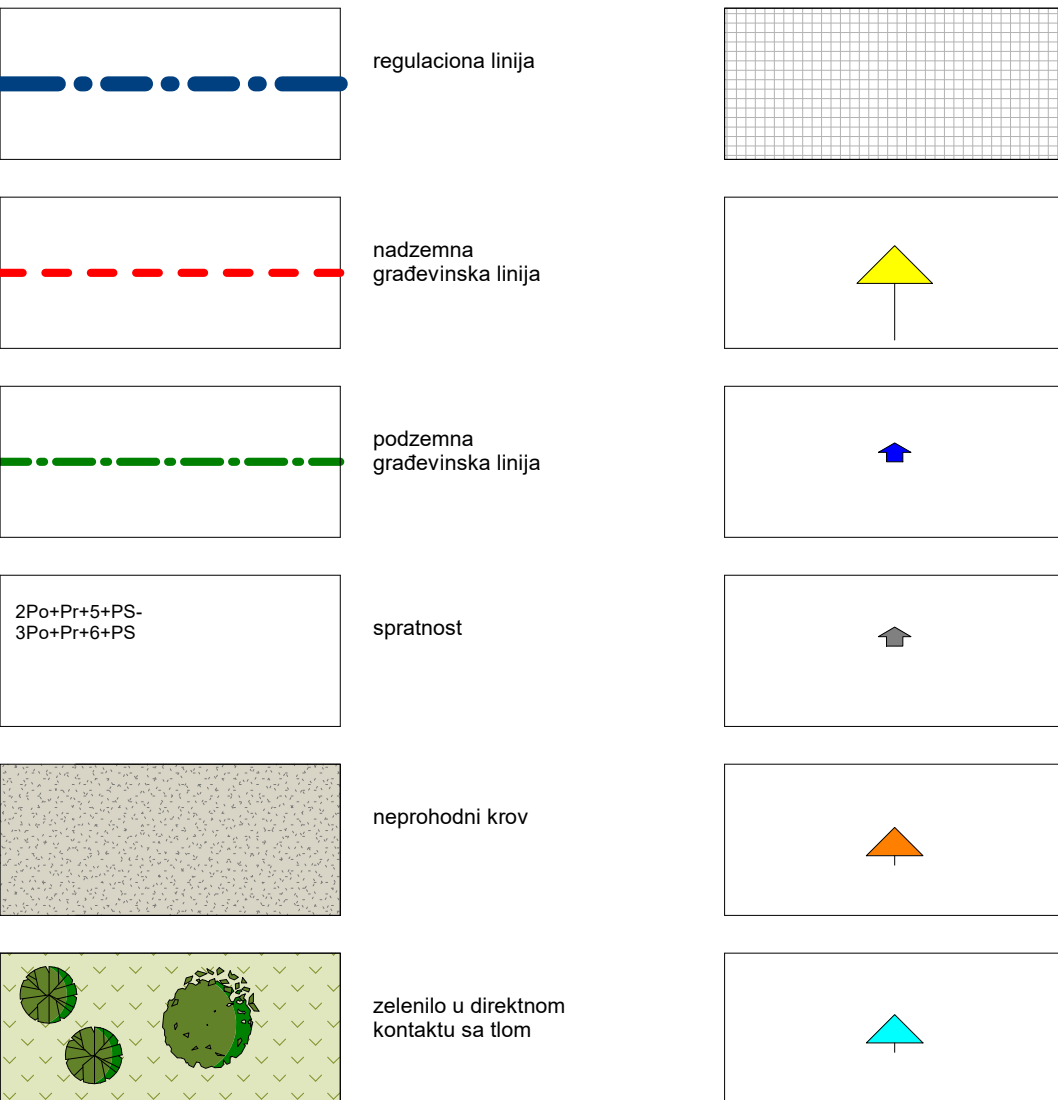 regulaciona linija
nadzemna
građevinska linija
podzemna
građevinska linija
2Po+Pr+5+PS-
3Po+Pr+6+PS
spratnost
neprohodni krov
zelenilo u direktnom
kontaktu sa tlom